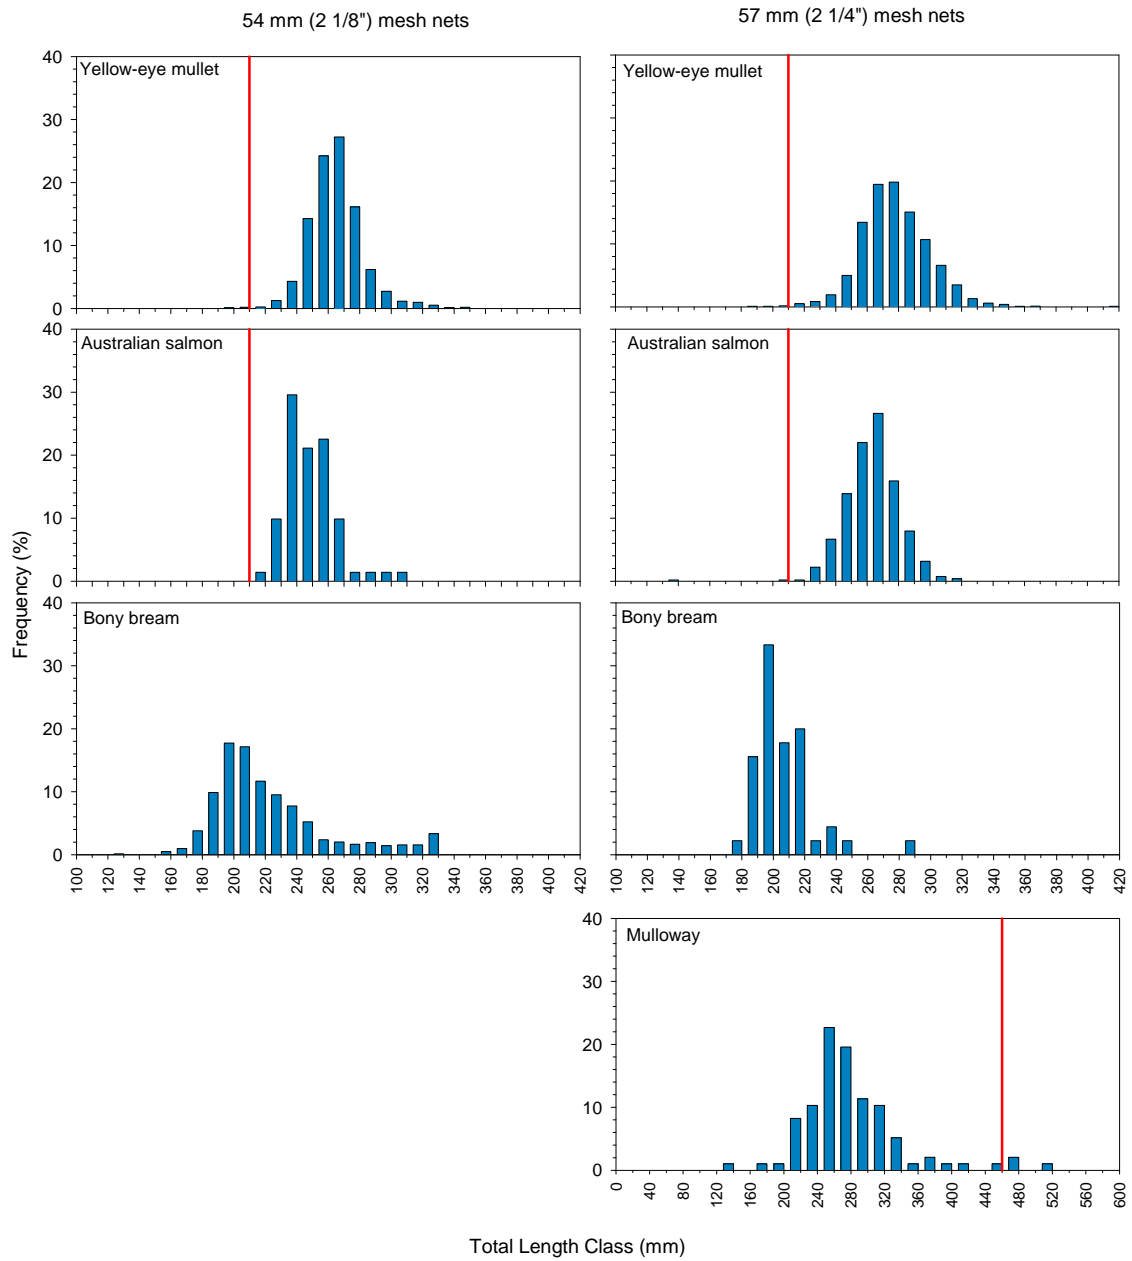 54 mm (2 1/8") mesh nets
57 mm (2 1/4") mesh nets
Yellow-eye mullet
40
30
20
10
0
Yellow-eye mullet
Australian salmon
40
30
20
10
0
Australian salmon
Frequency (%)
Bony bream
40
30
20
10
0
100 120 140 160 180 200 220 240 260 280 300 320 340 360 380 400 420
Bony bream
100 120 140 160 180 200 220 240 260 280 300 320 340 360 380 400 420
Mulloway
40
30
20
10
0
0 40 80 120 160 200 240 280 320 360 400 440 480 520 560 600
Total Length Class (mm)